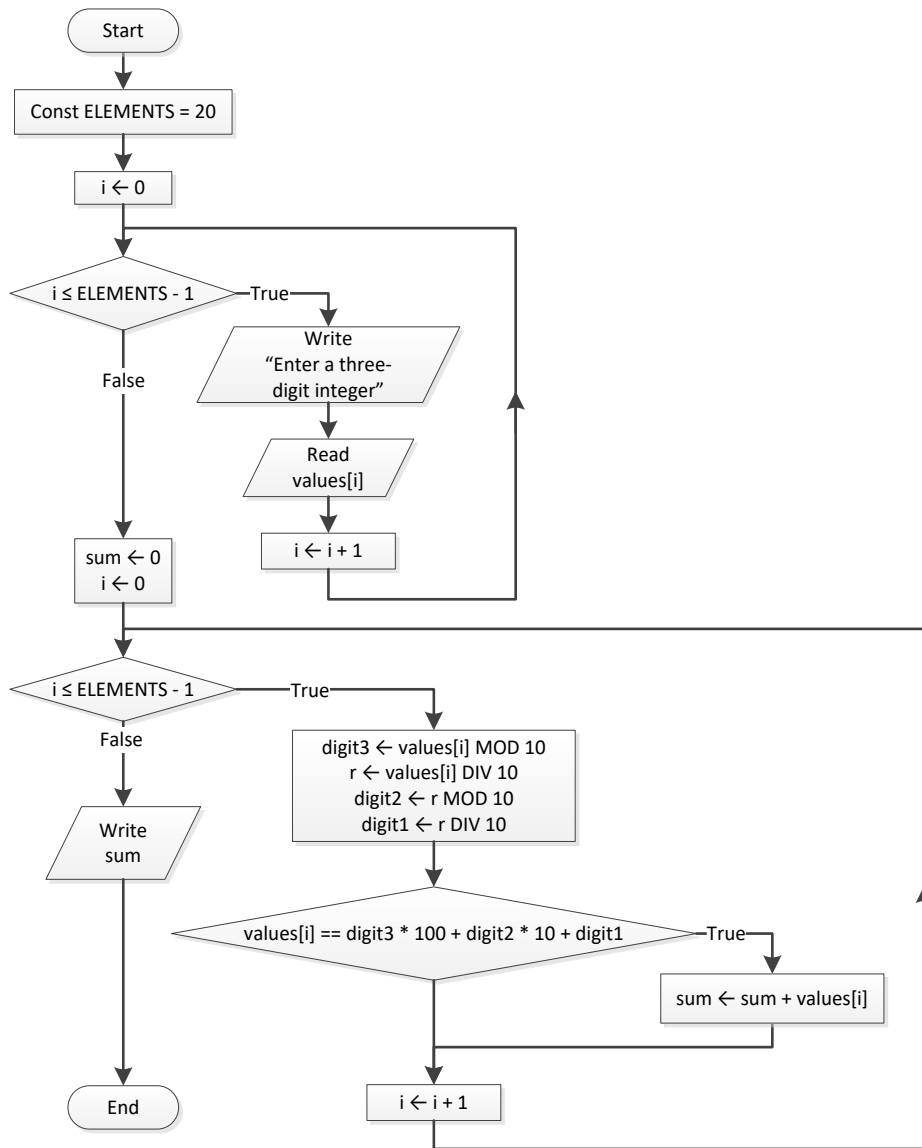 Start
Const ELEMENTS = 20
i ← 0
i ≤ ELEMENTS - 1
True
Write
“Enter a three-
digit integer”
False
Read
values[i]
i ← i + 1
sum ← 0
i ← 0
i ≤ ELEMENTS - 1
True
False
digit3 ← values[i] MOD 10
r ← values[i] DIV 10
digit2 ← r MOD 10
digit1 ← r DIV 10
Write
sum
values[i] == digit3 * 100 + digit2 * 10 + digit1
True
sum ← sum + values[i]
i ← i + 1
End